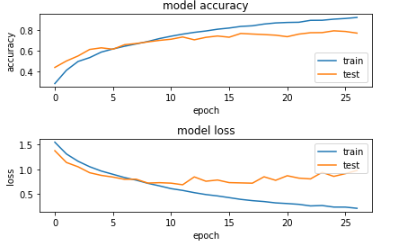 model accuracy
0.8
0.6
0.4
accuracy
0 5 10 15 20 25
epoch
train
test
model loss
1.5
1.0
0.5
loss
0 5 10 15 20 25
epoch
train
test